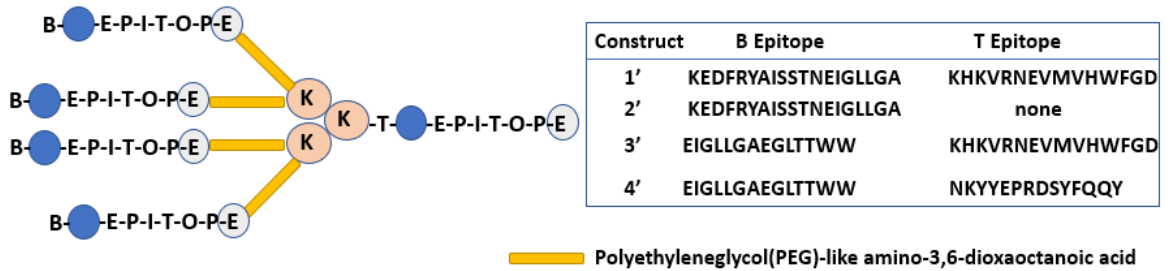 B- -E-P-I-T-O-P-E
B- -E-P-I-T-O-P-E
K
K
-T- -E-P-I-T-O-P-E
B- -E-P-I-T-O-P-E
K
B- -E-P-I-T-O-P-E
Construct B Epitope T Epitope
1’ KEDFRYAISSTNEIGLLGA KHKVRNEVMVHWFGD
2’ KEDFRYAISSTNEIGLLGA none
3’ EIGLLGAEGLTTWW KHKVRNEVMVHWFGD
4’ EIGLLGAEGLTTWW NKYYEPRDSYFQQY
Polyethyleneglycol(PEG)-like amino-3,6-dioxaoctanoic acid